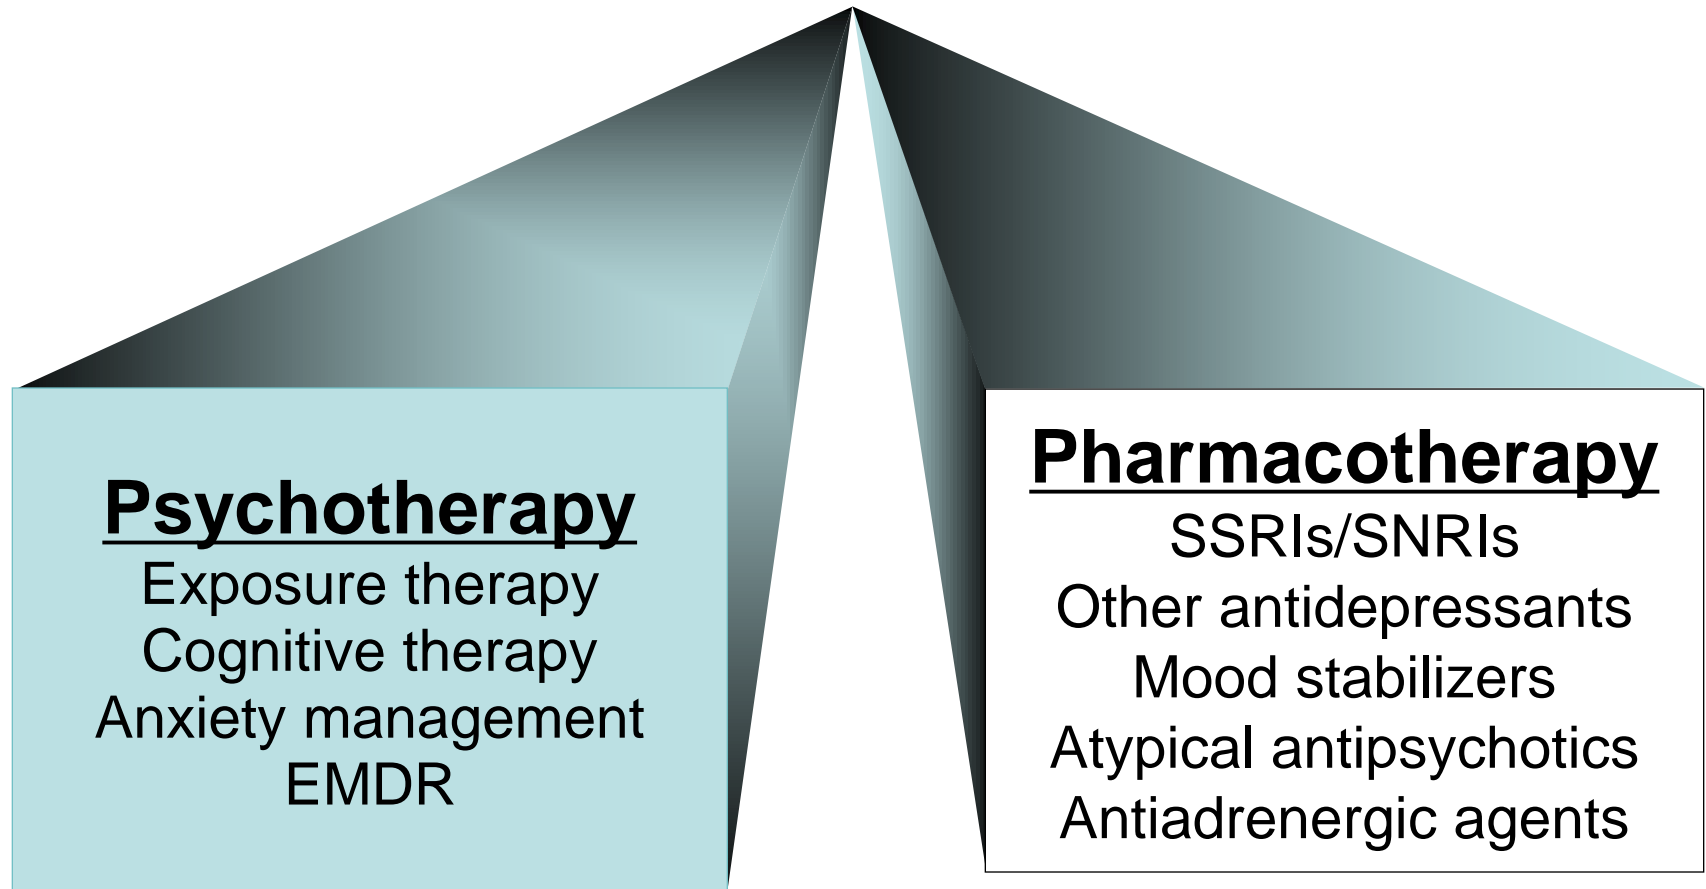 Psychotherapy
Exposure therapy
Cognitive therapy
Anxiety management
EMDR
Pharmacotherapy
SSRIs/SNRIs
Other antidepressants
Mood stabilizers
Atypical antipsychotics
Antiadrenergic agents